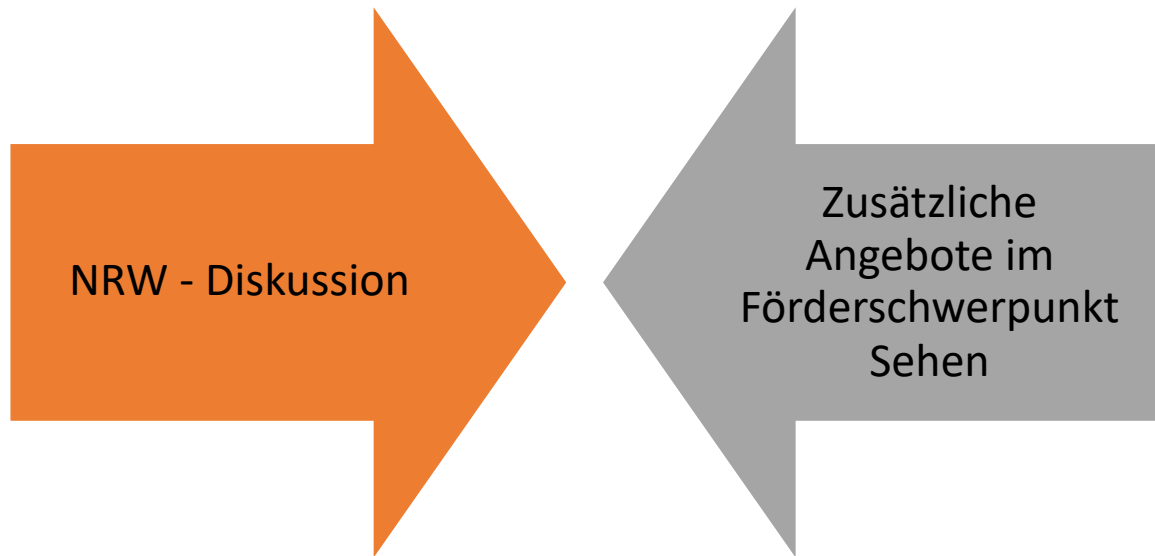 NRW - Diskussion
Zusätzliche
Angebote im
Förderschwerpunkt
Sehen